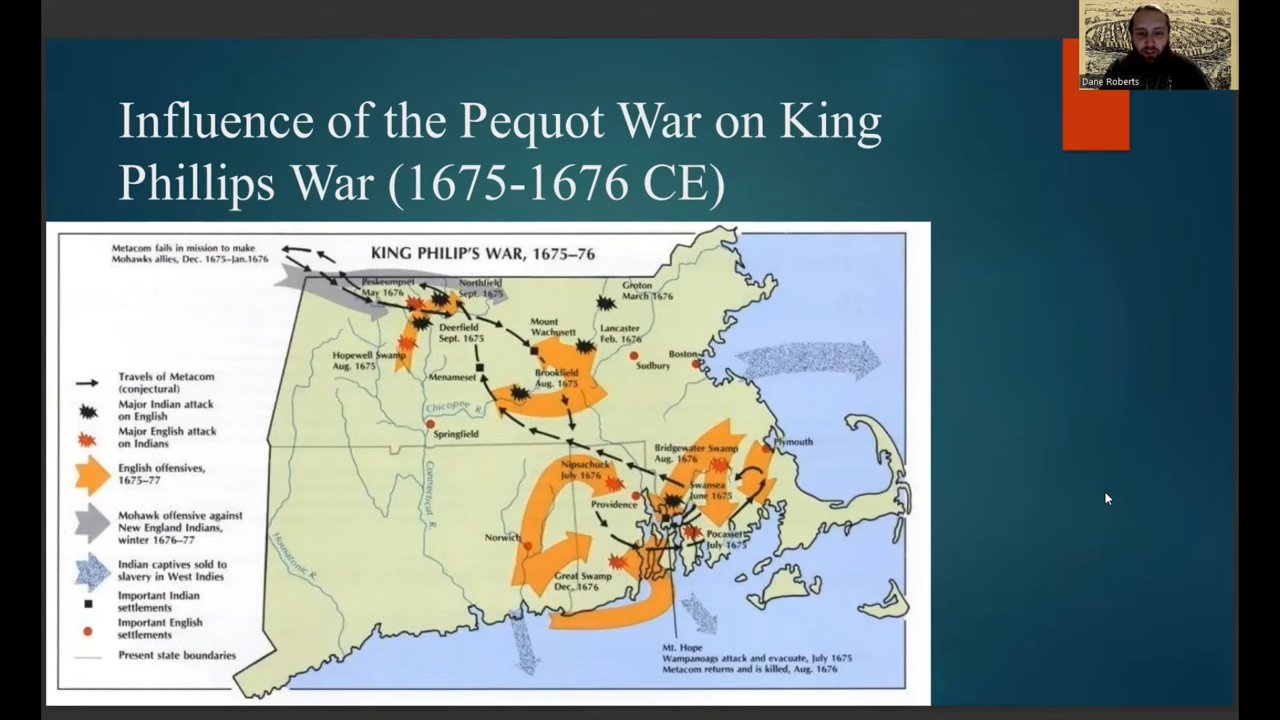 Dane Roberts
Influence of the Pequot War on King
Phillips War (1675-1676 CE)
Metacom fails in mission to make
Mohawks allies, Dec. 1675-Jan.1676
KING PHILIP'S WAR, 1675-76
Peskeompset
May 1676
Northfield
Sept. 1675
Groton
March 1676
Deerfield
Sept. 1675
Mount
Wachusett
Lancaster
Feb. 1676
Hopewell Swamp
Aug. 1675
Menameset
Brookfield
Aug. 1675
Sudbury
Boston
Chicopee R.
Springfield
Connecticut R.
Housatonic R.
Bridgewater Swamp
Aug. 1676
Plymouth
Nipsachuck
July 1676
Swansea
June 1675
Providence
Norwich
Pocasset
July 1675
Great Swamp
Dec. 1676
Mt. Hope
Wampanoags attack and evacuate, July 1675
Metacom returns and is killed, Aug. 1676
Travels of Metacom
(conjectural)
Major Indian attack
on English
Major English attack
on Indians
English offensives,
1675-77
Mohawk offensive against
New England Indians,
winter 1676-77
Indian captives sold to
slavery in West Indies
Important Indian
settlements
Important English
settlements
Present state boundaries